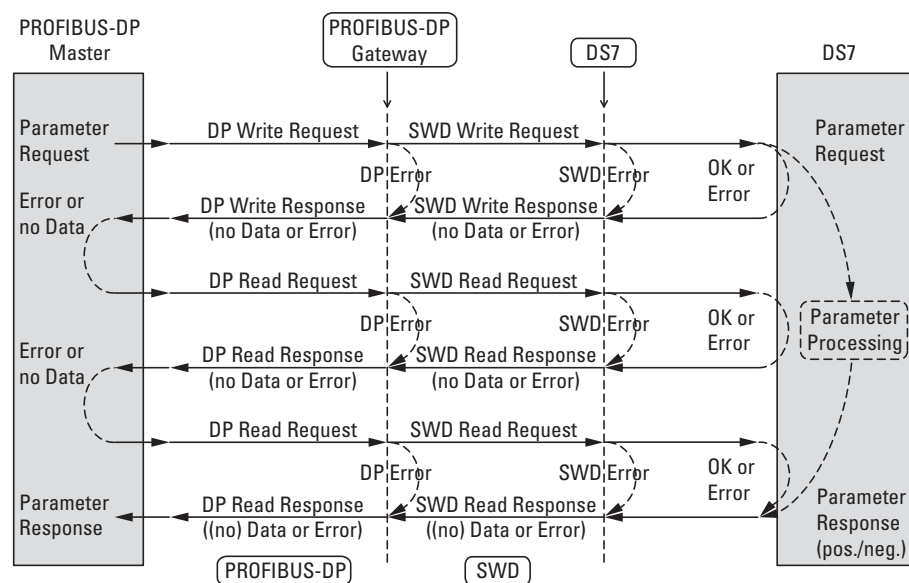 PROFIBUS-DP
Master
PROFIBUS-DP
Gateway
DS7
DS7
Parameter
Request
DP Write Request
SWD Write Request
Parameter
Request
DP Error
SWD Error
OK or
Error
Error or
no Data
DP Write Response
(no Data or Error)
SWD Write Response
(no Data or Error)
DP Read Request
SWD Read Request
DP Error
SWD Error
OK or
Error
Parameter
Processing
Error or
no Data
DP Read Response
(no Data or Error)
SWD Read Response
(no Data or Error)
DP Read Request
SWD Read Request
DP Error
SWD Error
OK or
Error
Parameter
Response
DP Read Response
((no) Data or Error)
SWD Read Response
((no) Data or Error)
Parameter
Response
(pos./neg.)
PROFIBUS-DP
SWD